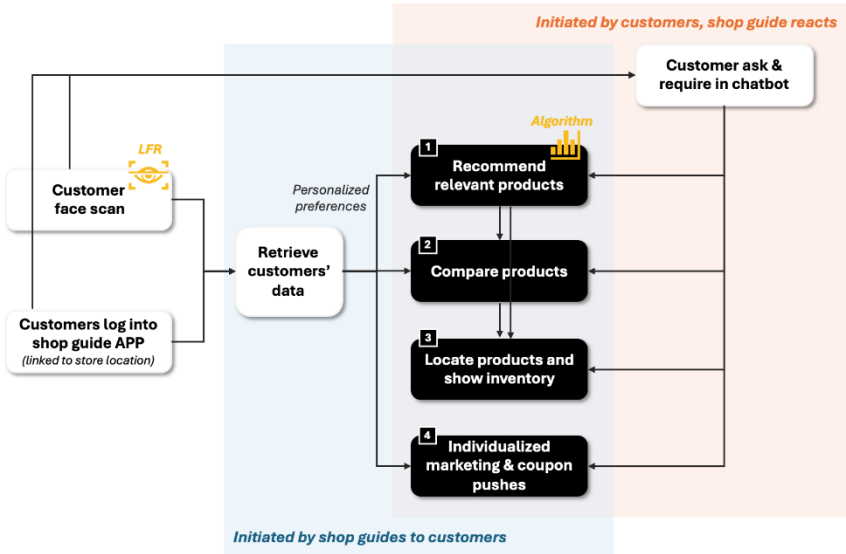 Initiated by customers, shop guide reacts
Customer ask &
require in chatbot
Algorithm
LFR
1
Recommend
relevant products
Customer
face scan
Personalized
preferences
2
Compare products
Retrieve
customers’
data
Customers log into
shop guide APP
(linked to store location)
3
Locate products and
show inventory
4
Individualized
marketing & coupon
pushes
Initiated by shop guides to customers